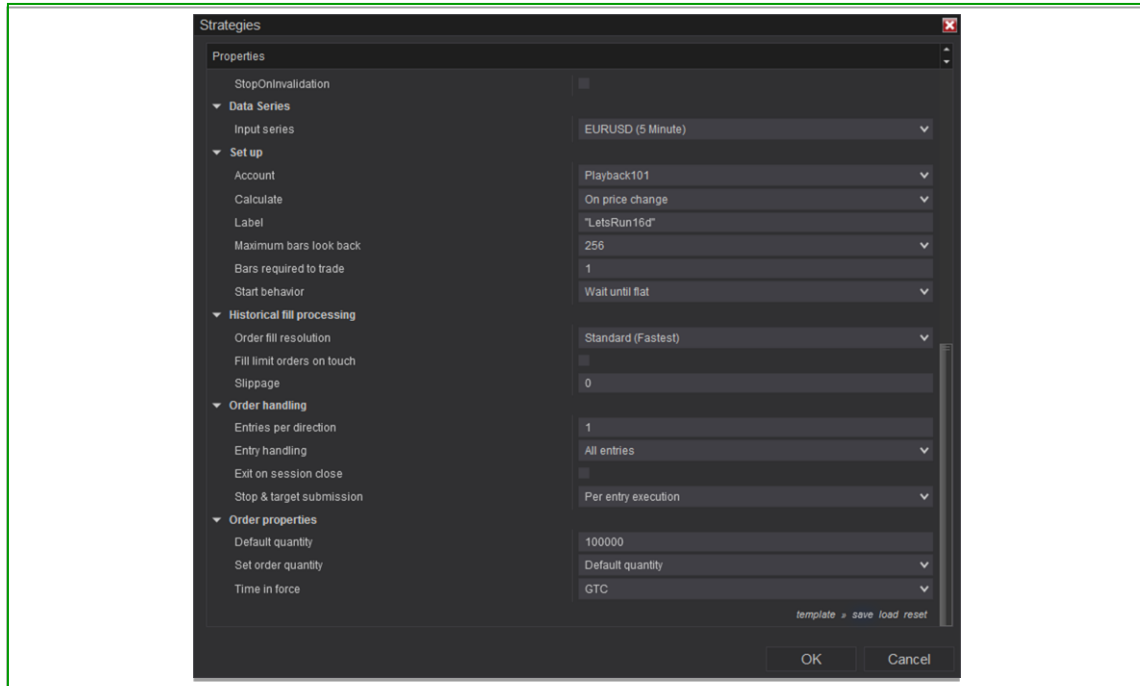 Strategies
Properties
StopOnInvalidation
Data Series
Input series EURUSD (5 Minute)
Set up
Account Playback101
Calculate On price change
Label "LetsRun16d"
Maximum bars look back 256
Bars required to trade 1
Start behavior Wait until flat
Historical fill processing
Order fill resolution Standard (Fastest)
Fill limit orders on touch
Slippage 0
Order handling
Entries per direction 1
Entry handling All entries
Exit on session close
Stop & target submission Per entry execution
Order properties
Default quantity 100000
Set order quantity Default quantity
Time in force GTC
template » save load reset
OK Cancel